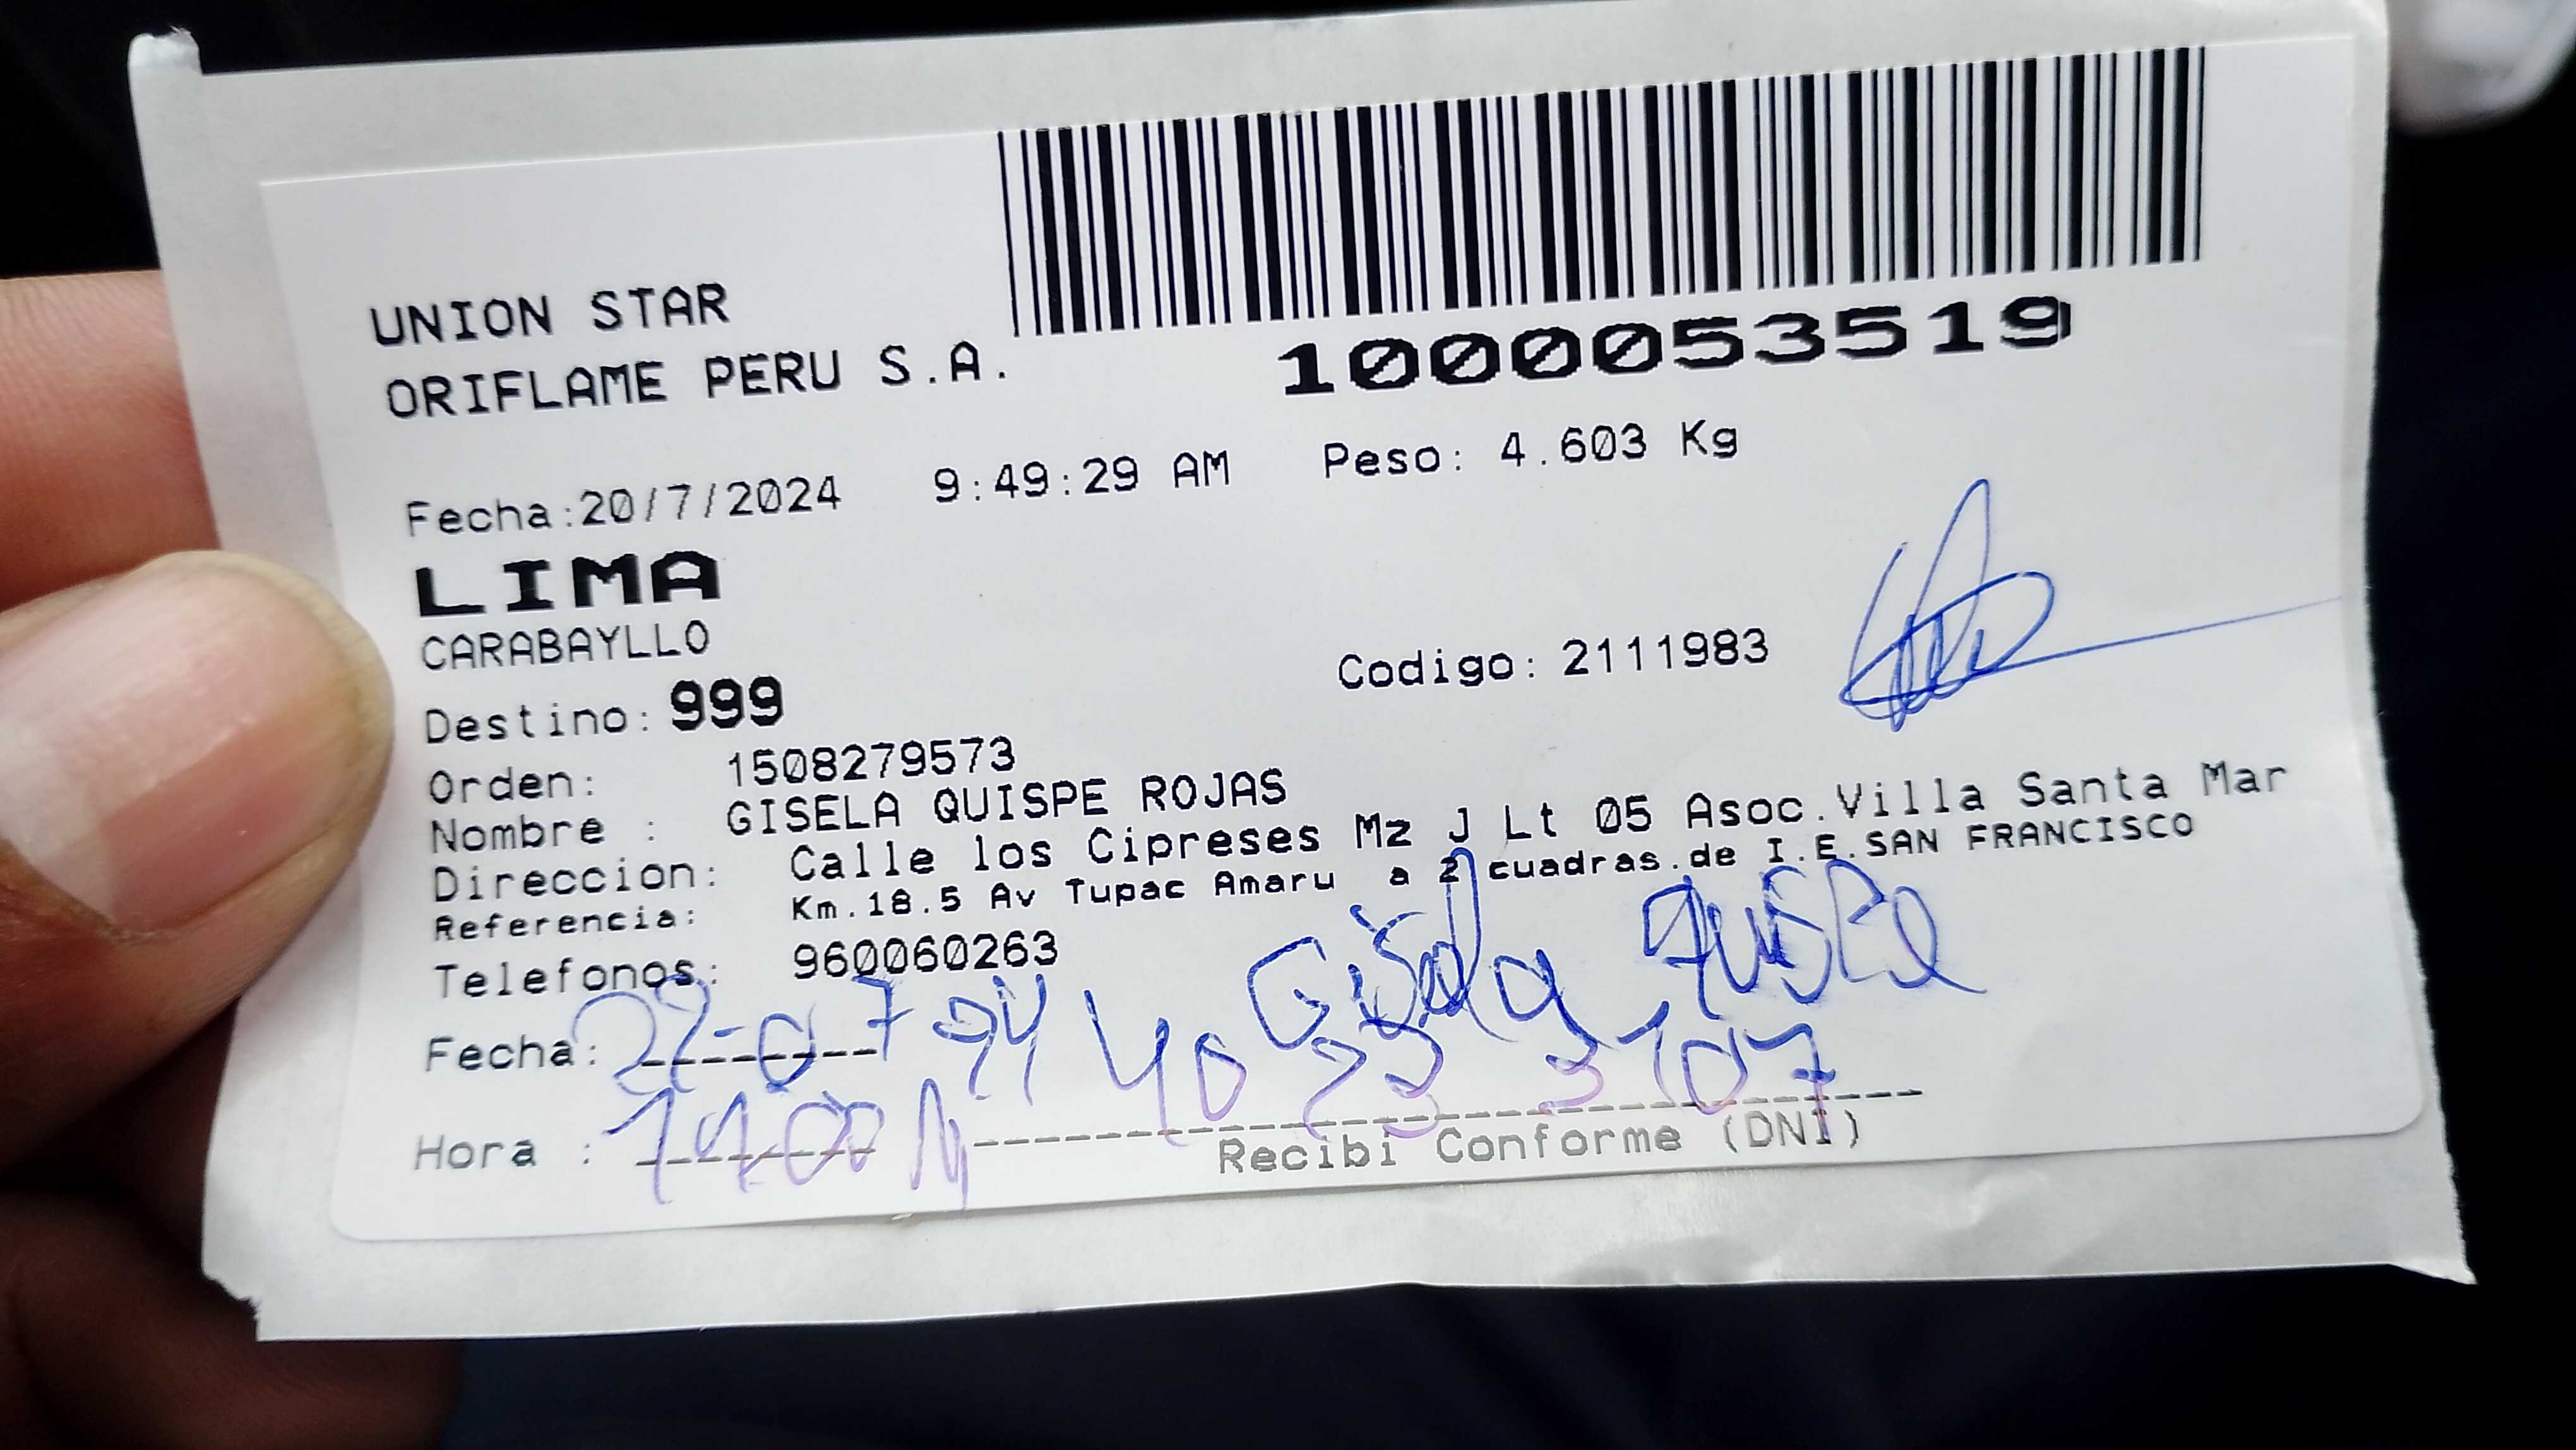 UNION STAR
ORIFLAME PERU S.A.
1000053519
Fecha:20/7/2024 9:49:29 AM Peso: 4.603 Kg
LIMA
CARABAYLLO
Codigo: 2111983
Destino: 999
Orden: 1508279573
Nombre : GISELA QUISPE ROJAS
Direccion: Calle los Cipreses Mz J Lt 05 Asoc.Villa Santa Mar
Referencia: Km.18.5 Av Tupac Amaru a 2 cuadras.de I.E.SAN FRANCISCO
Telefonos: 960060263
Gisela quispe
Fecha: 22-07-24
Hora :
Recibi Conforme (DNI)